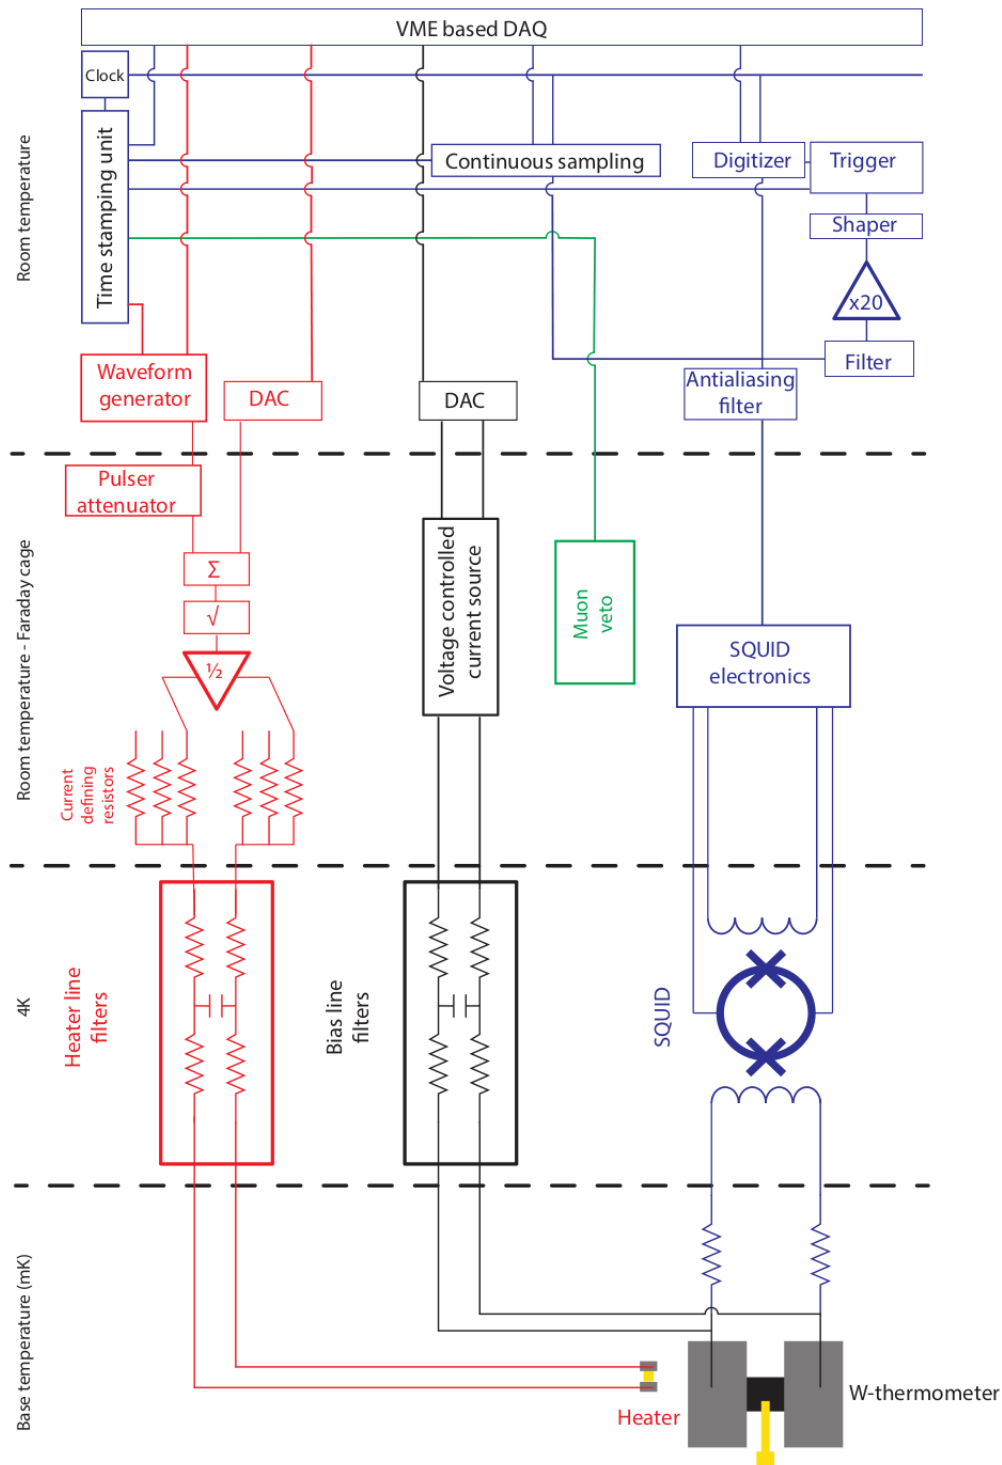 VME based DAQ
Clock
Room temperature
Time stamping unit
Continuous sampling
Digitizer
Trigger
Shaper
x20
Filter
Waveform
generator
DAC
DAC
Antialiasing
filter
Room temperature - Faraday cage
Pulser
attenuator
Σ
√
½
Voltage controlled
current source
Muon
veto
SQUID
electronics
Current
defining
resistors
4K
Heater line
filters
Bias line
filters
SQUID
Base temperature (mK)
Heater
W-thermometer